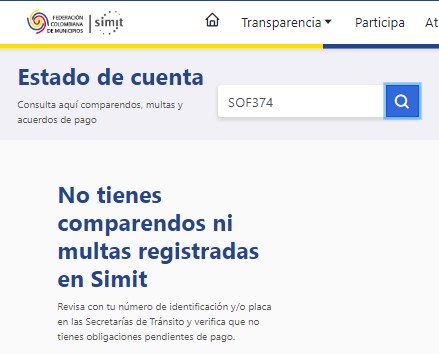 FEDERACIÓN
COLOMBIANA
DE MUNICIPIOS
simit
Transparencia
Participa
At
Estado de cuenta
Consulta aquí comparendos, multas y
acuerdos de pago
SOF374
No tienes
comparendos ni
multas registradas
en Simit
Revisa con tu número de identificación y/o placa
en las Secretarías de Tránsito y verifica que no
tienes obligaciones pendientes de pago.